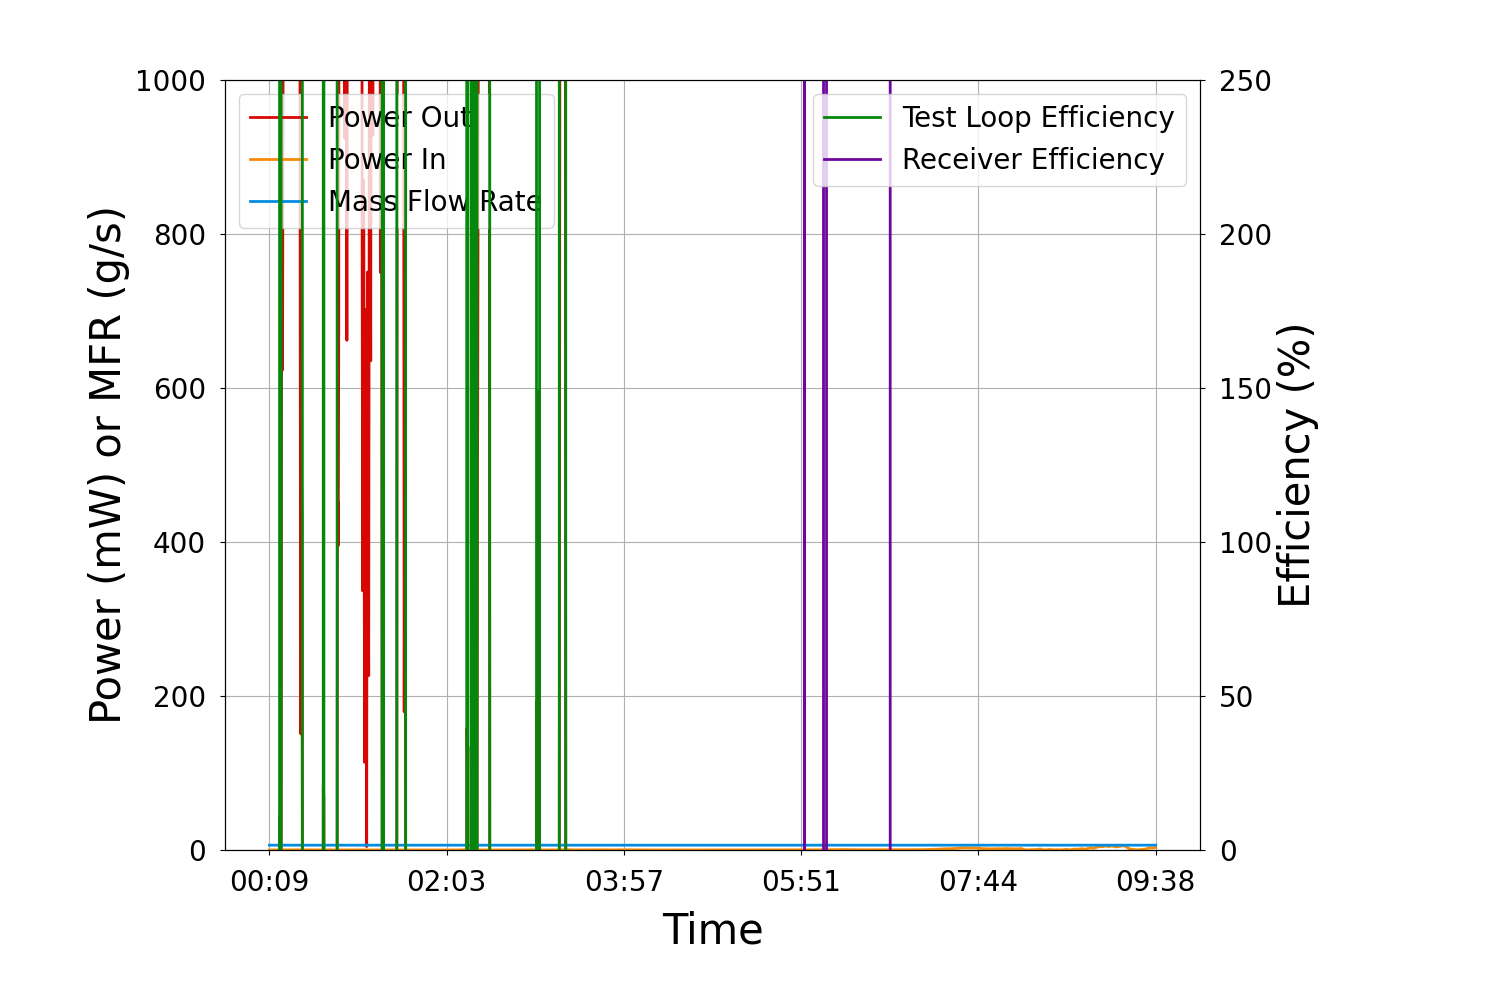 1000
800
600
400
200
0
Power (mW) or MFR (g/s)
Power Out
Power In
Mass Flow Rate
Test Loop Efficiency
Receiver Efficiency
250
200
150
100
50
0
Efficiency (%)
00:09 02:03 03:57 05:51 07:44 09:38
Time